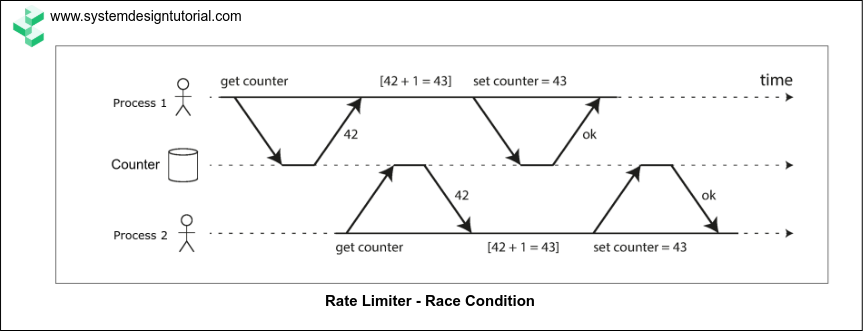 www.systemdesigntutorial.com
get counter [42 + 1 = 43] set counter = 43 time
Process 1
42 ok
Counter
42 ok
Process 2
get counter [42 + 1 = 43] set counter = 43
Rate Limiter - Race Condition